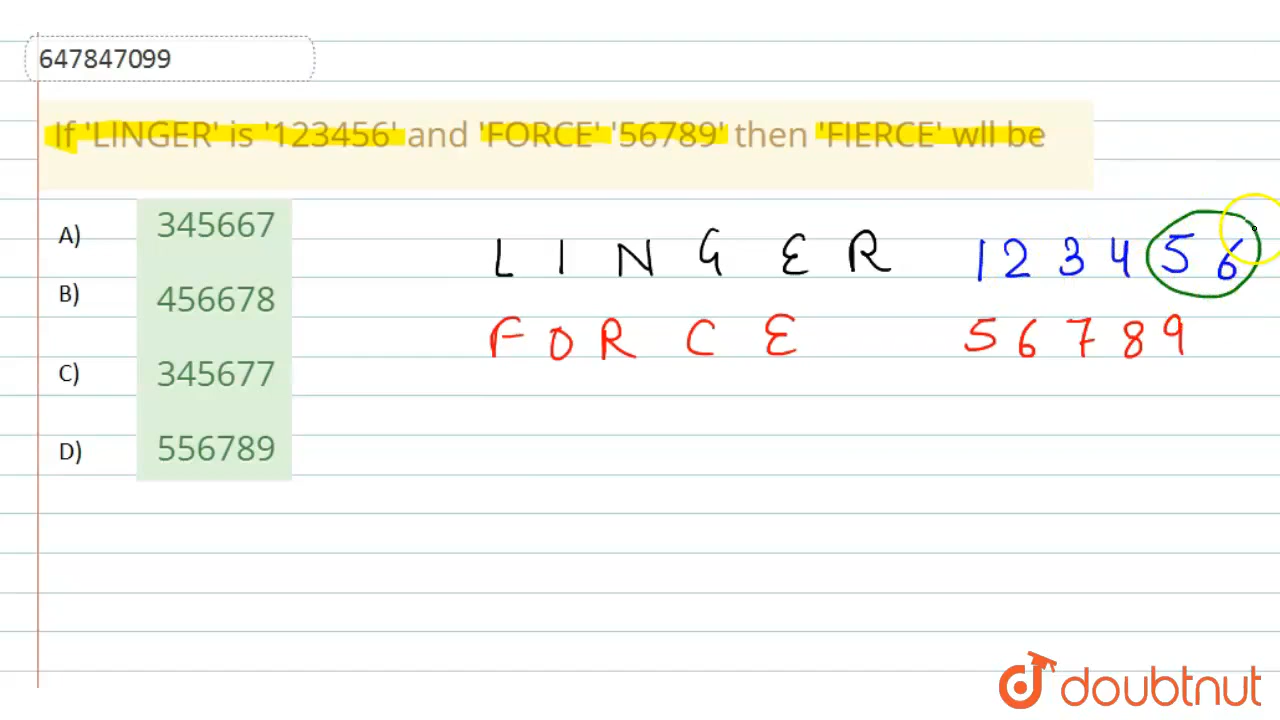 647847099
If 'LINGER' is '123456' and 'FORCE' '56789' then 'FIERCE' wll be
A) 345667
B) 456678
C) 345677
D) 556789
L I N G E R 1 2 3 4 5 6
F O R C E 5 6 7 8 9
doubtnut